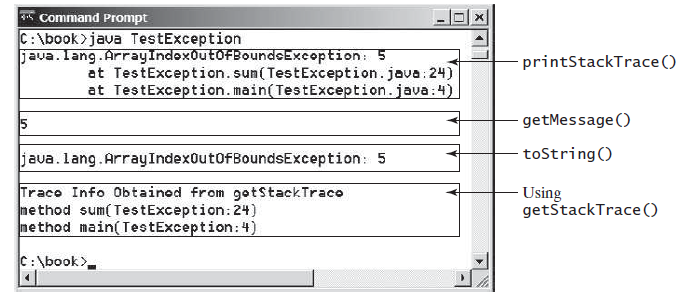 Command Prompt
C:\book>java TestException
java.lang.ArrayIndexOutOfBoundsException: 5
at TestException.sum(TestException.java:24)
at TestException.main(TestException.java:4)
printStackTrace()
5
getMessage()
java.lang.ArrayIndexOutOfBoundsException: 5
toString()
Trace Info Obtained from getStackTrace
method sum(TestException:24)
method main(TestException:4)
Using
getStackTrace()
C:\book>_